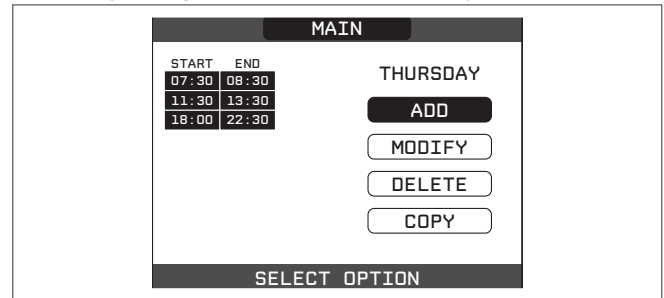 MAIN
START END
07:30 08:30
11:30 13:30
18:00 22:30
THURSDAY
ADD
MODIFY
DELETE
COPY
SELECT OPTION